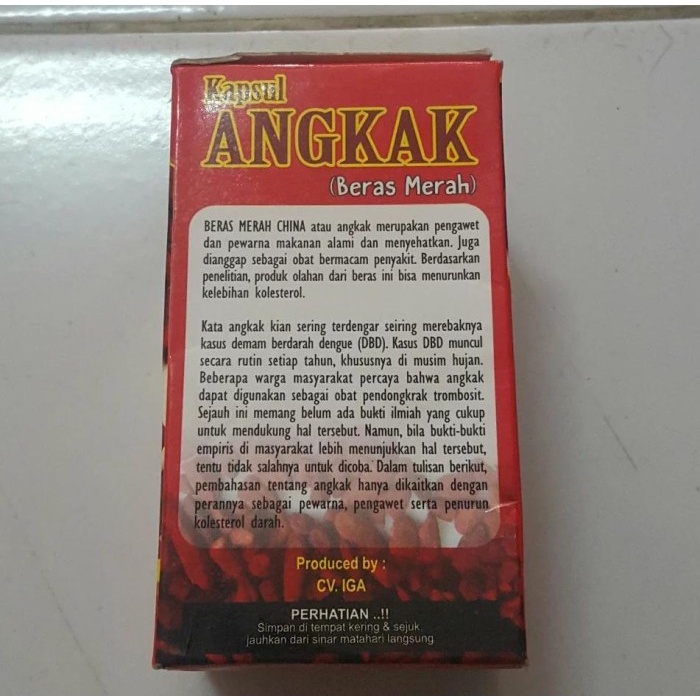 Kapsul
ANGKAK
(Beras Merah)
BERAS MERAH CHINA atau angkak merupakan pengawet
dan pewarna makanan alami dan menyehatkan. Juga
dianggap sebagai obat bermacam penyakit. Berdasarkan
penelitian, produk olahan dari beras ini bisa menurunkan
kelebihan kolesterol.
Kata angkak kian sering terdengar seiring merebaknya
kasus demam berdarah dengue (DBD). Kasus DBD muncul
secara rutin setiap tahun, khususnya di musim hujan.
Beberapa warga masyarakat percaya bahwa angkak
dapat digunakan sebagai obat pendongkrak trombosit.
Sejauh ini memang belum ada bukti ilmiah yang cukup
untuk mendukung hal tersebut. Namun, bila bukti-bukti
empiris di masyarakat lebih menunjukkan hal tersebut,
tentu tidak salahnya untuk dicoba. Dalam tulisan berikut,
pembahasan tentang angkak hanya dikaitkan dengan
perannya sebagai pewarna, pengawet serta penurun
kolesterol darah.
Produced by :
CV. IGA
PERHATIAN ..!!
Simpan di tempat kering & sejuk
jauhkan dari sinar matahari langsung